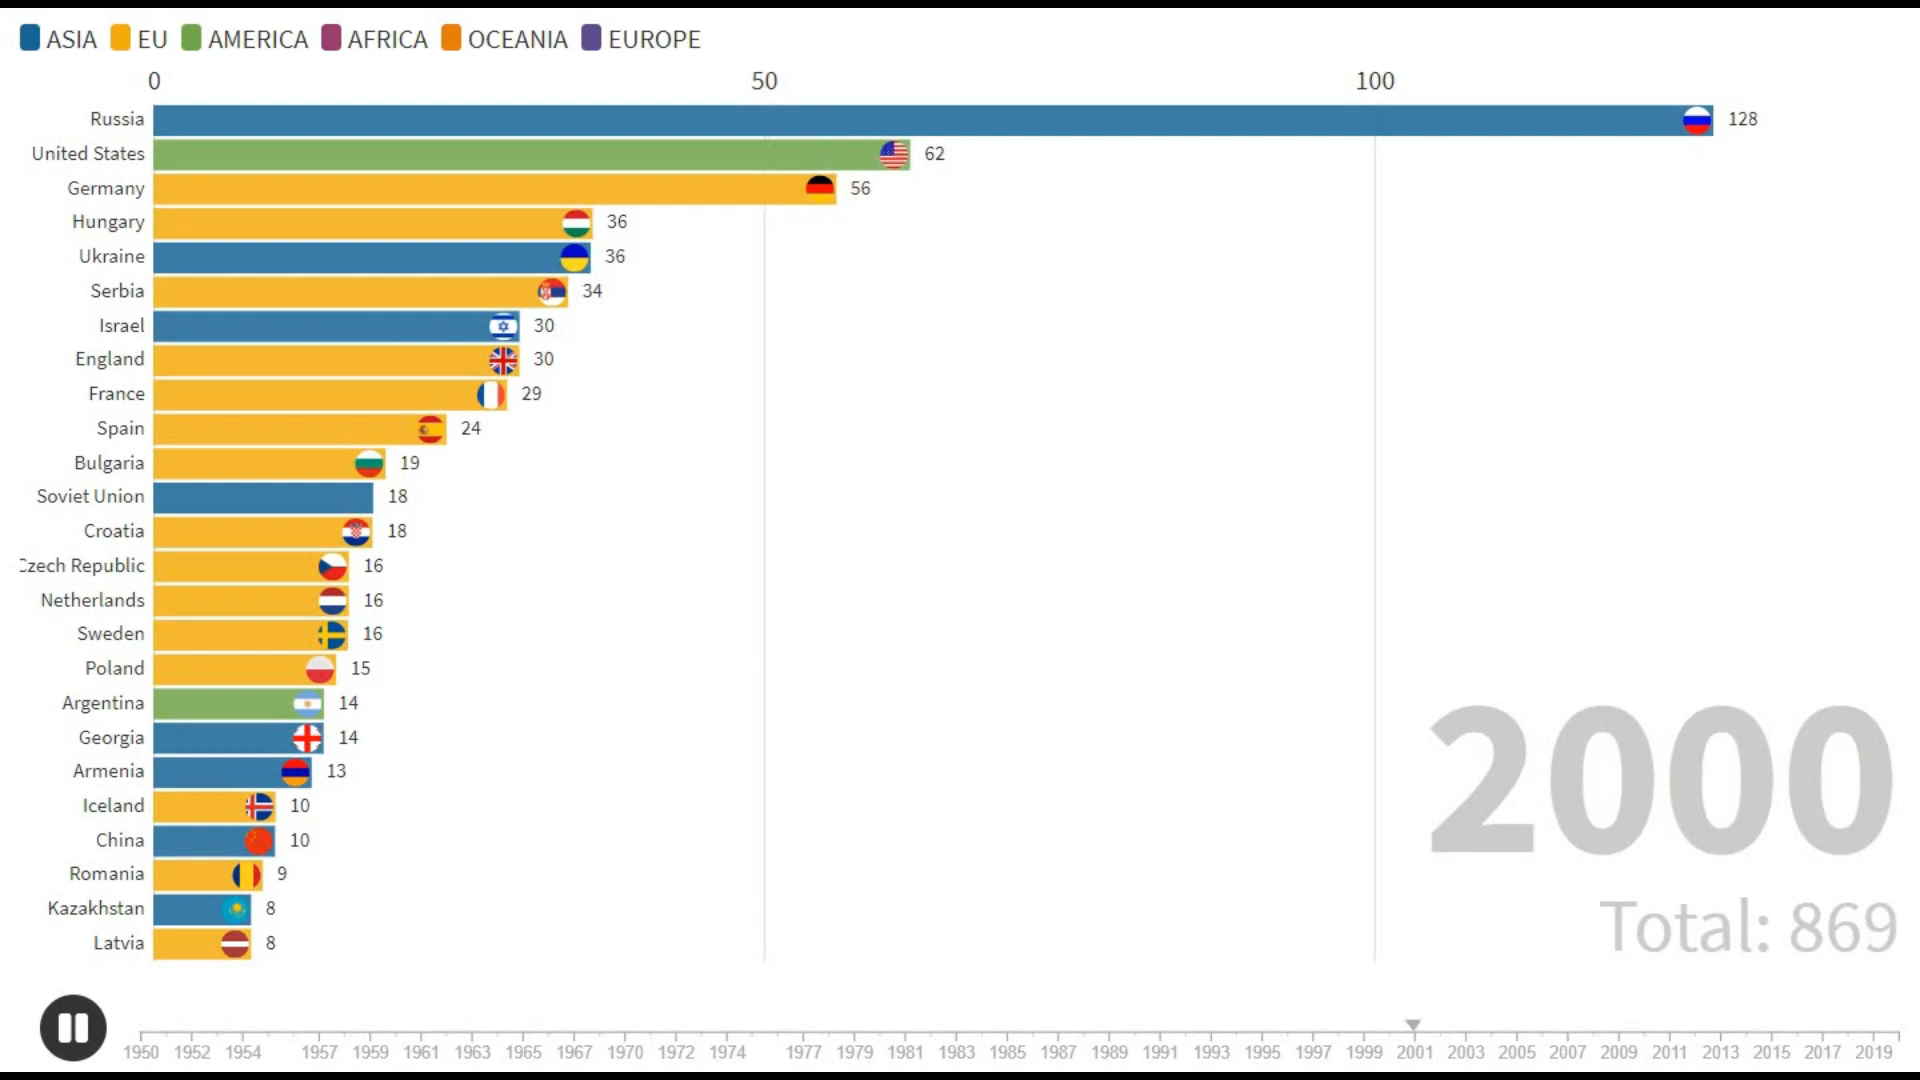 ASIA EU AMERICA AFRICA OCEANIA EUROPE
0 50 100
Russia 128
United States 62
Germany 56
Hungary 36
Ukraine 36
Serbia 34
Israel 30
England 30
France 29
Spain 24
Bulgaria 19
Soviet Union 18
Croatia 18
Czech Republic 16
Netherlands 16
Sweden 16
Poland 15
Argentina 14
Georgia 14
Armenia 13
Iceland 10
China 10
Romania 9
Kazakhstan 8
Latvia 8
2000
Total: 869
1950 1952 1954 1957 1959 1961 1963 1965 1967 1970 1972 1974 1977 1979 1981 1983 1985 1987 1989 1991 1993 1995 1997 1999 2001 2003 2005 2007 2009 2011 2013 2015 2017 2019